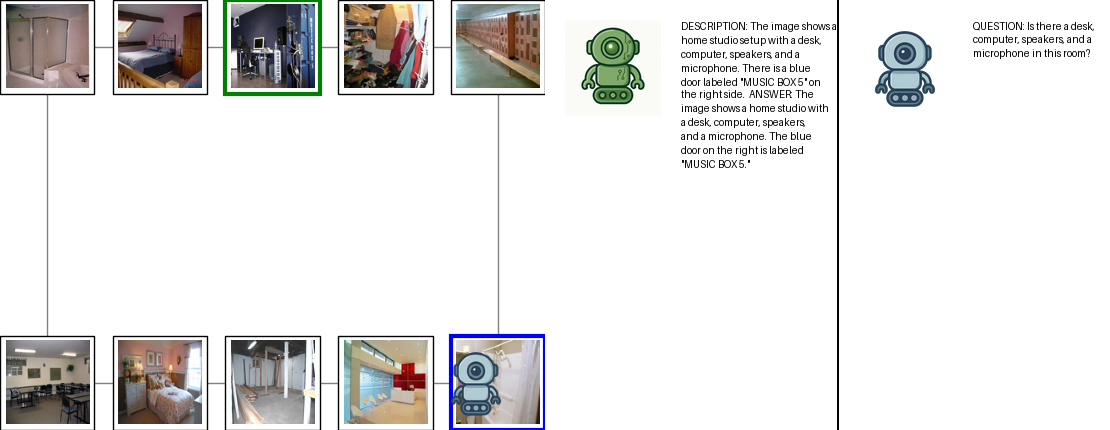 DESCRIPTION: The image shows a
home studio setup with a desk,
computer, speakers, and a
microphone. There is a blue
door labeled "MUSIC BOX 5" on
the right side.  ANSWER: The
image shows a home studio with
a desk, computer, speakers,
and a microphone. The blue
door on the right is labeled
"MUSIC BOX 5."
QUESTION: Is there a desk,
computer, speakers, and a
microphone in this room?